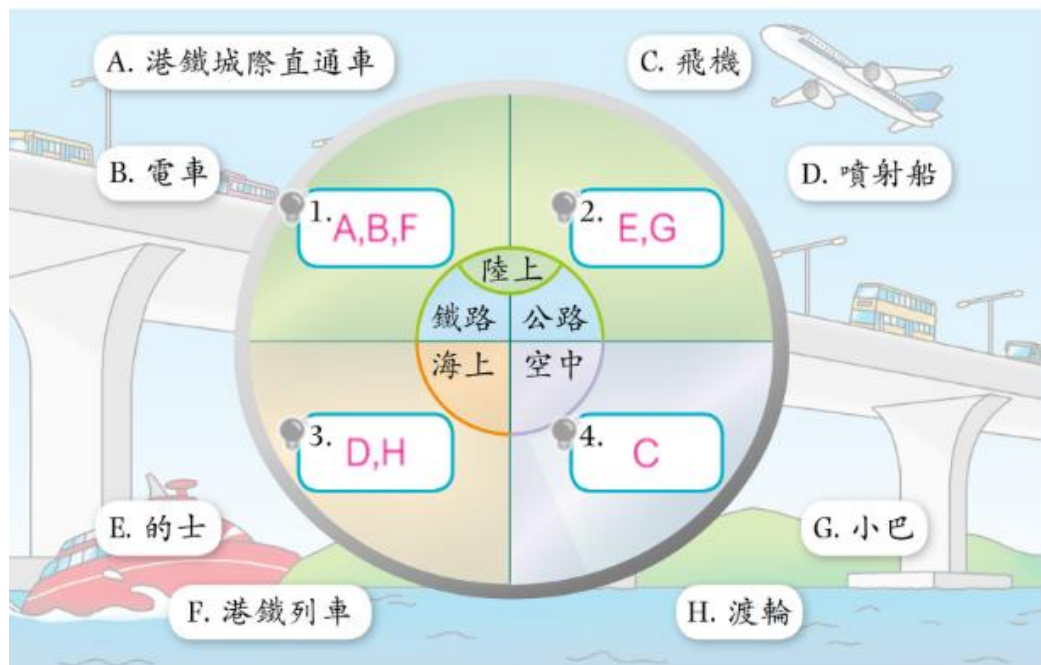 A. 港鐵城際直通車
C. 飛機
B. 電車
D. 噴射船
1. A,B,F
2. E,G
陸上
鐵路
公路
海上
空中
3. D,H
4. C
E. 的士
G. 小巴
F. 港鐵列車
H. 渡輪